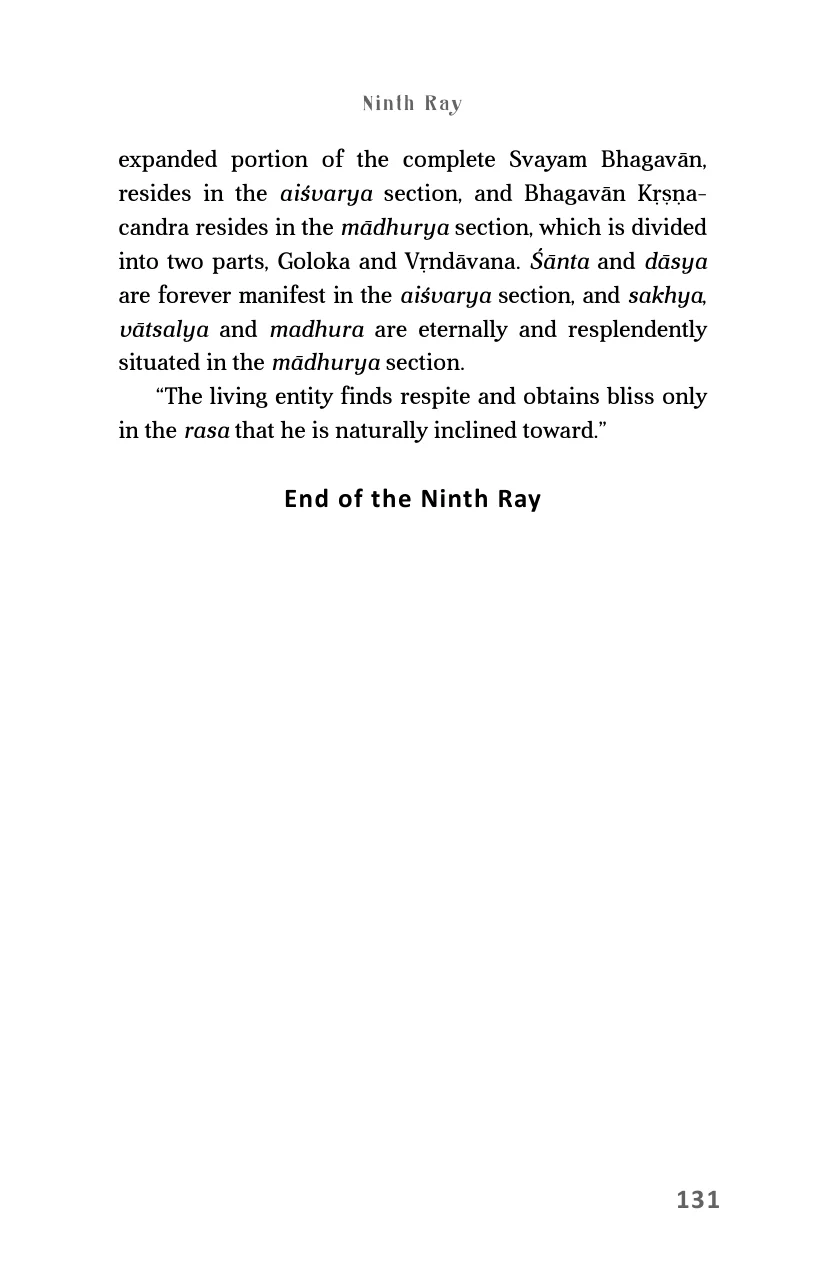 Ninth Ray
expanded portion of the complete Svayam Bhagavān,
resides in the aiśvarya section, and Bhagavān Kṛṣṇa-
candra resides in the mādhurya section, which is divided
into two parts, Goloka and Vṛndāvana. Śānta and dāsya
are forever manifest in the aiśvarya section, and sakhya,
vātsalya and madhura are eternally and resplendently
situated in the mādhurya section.
“The living entity finds respite and obtains bliss only
in the rasa that he is naturally inclined toward.”
End of the Ninth Ray
131